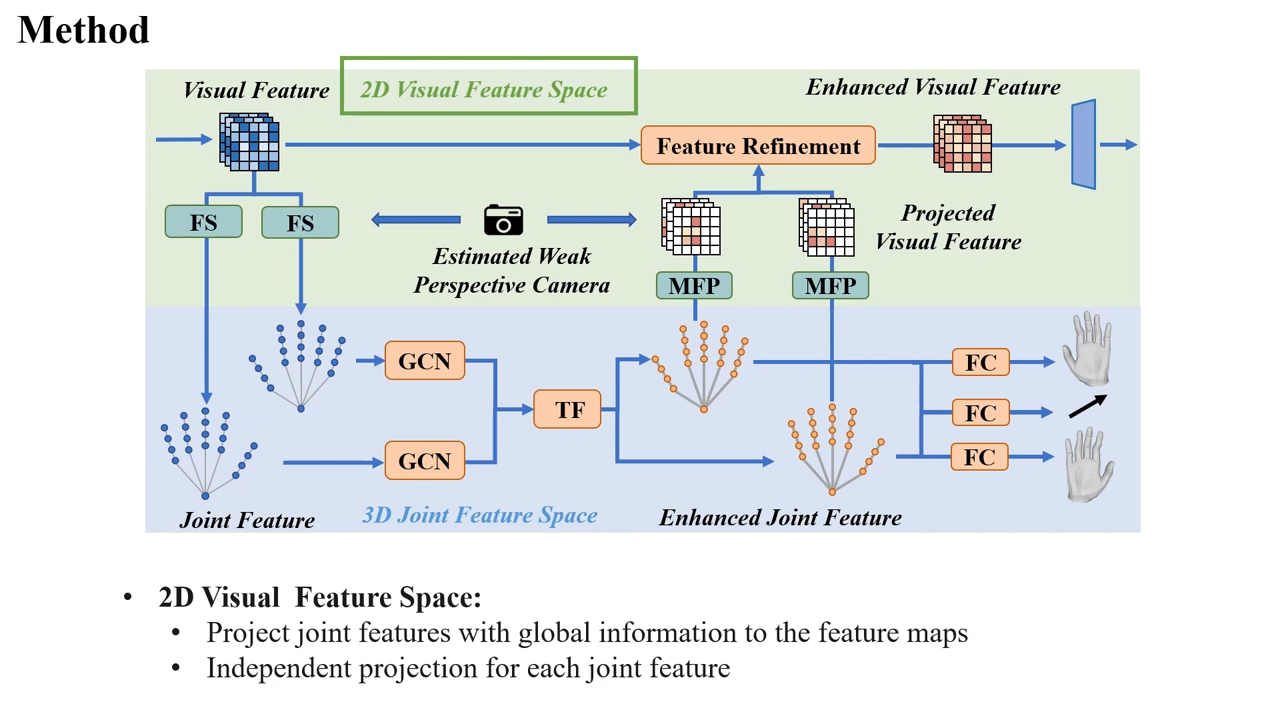 Method
Visual Feature
2D Visual Feature Space
Enhanced Visual Feature
Feature Refinement
FS
FS
Estimated Weak
Perspective Camera
Projected
Visual Feature
MFP
MFP
GCN
GCN
TF
FC
FC
FC
Joint Feature
3D Joint Feature Space
Enhanced Joint Feature
• 2D Visual Feature Space:
• Project joint features with global information to the feature maps
• Independent projection for each joint feature